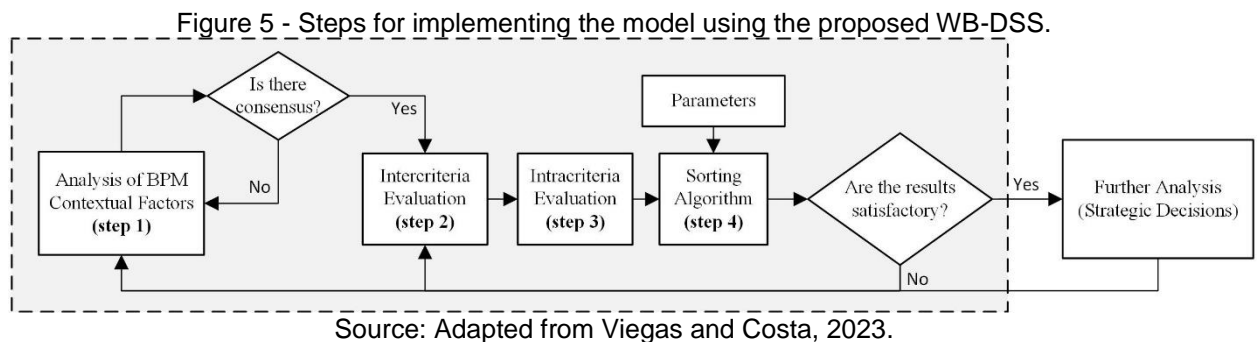 Figure 5 - Steps for implementing the model using the proposed WB-DSS.
Is there
consensus?
Yes
No
Analysis of BPM
Contextual Factors
(step 1)
Intercriteria
Evaluation
(step 2)
Intracriteria
Evaluation
(step 3)
Parameters
Sorting
Algorithm
(step 4)
Are the results
satisfactory?
Yes
No
Further Analysis
(Strategic Decisions)
Source: Adapted from Viegas and Costa, 2023.